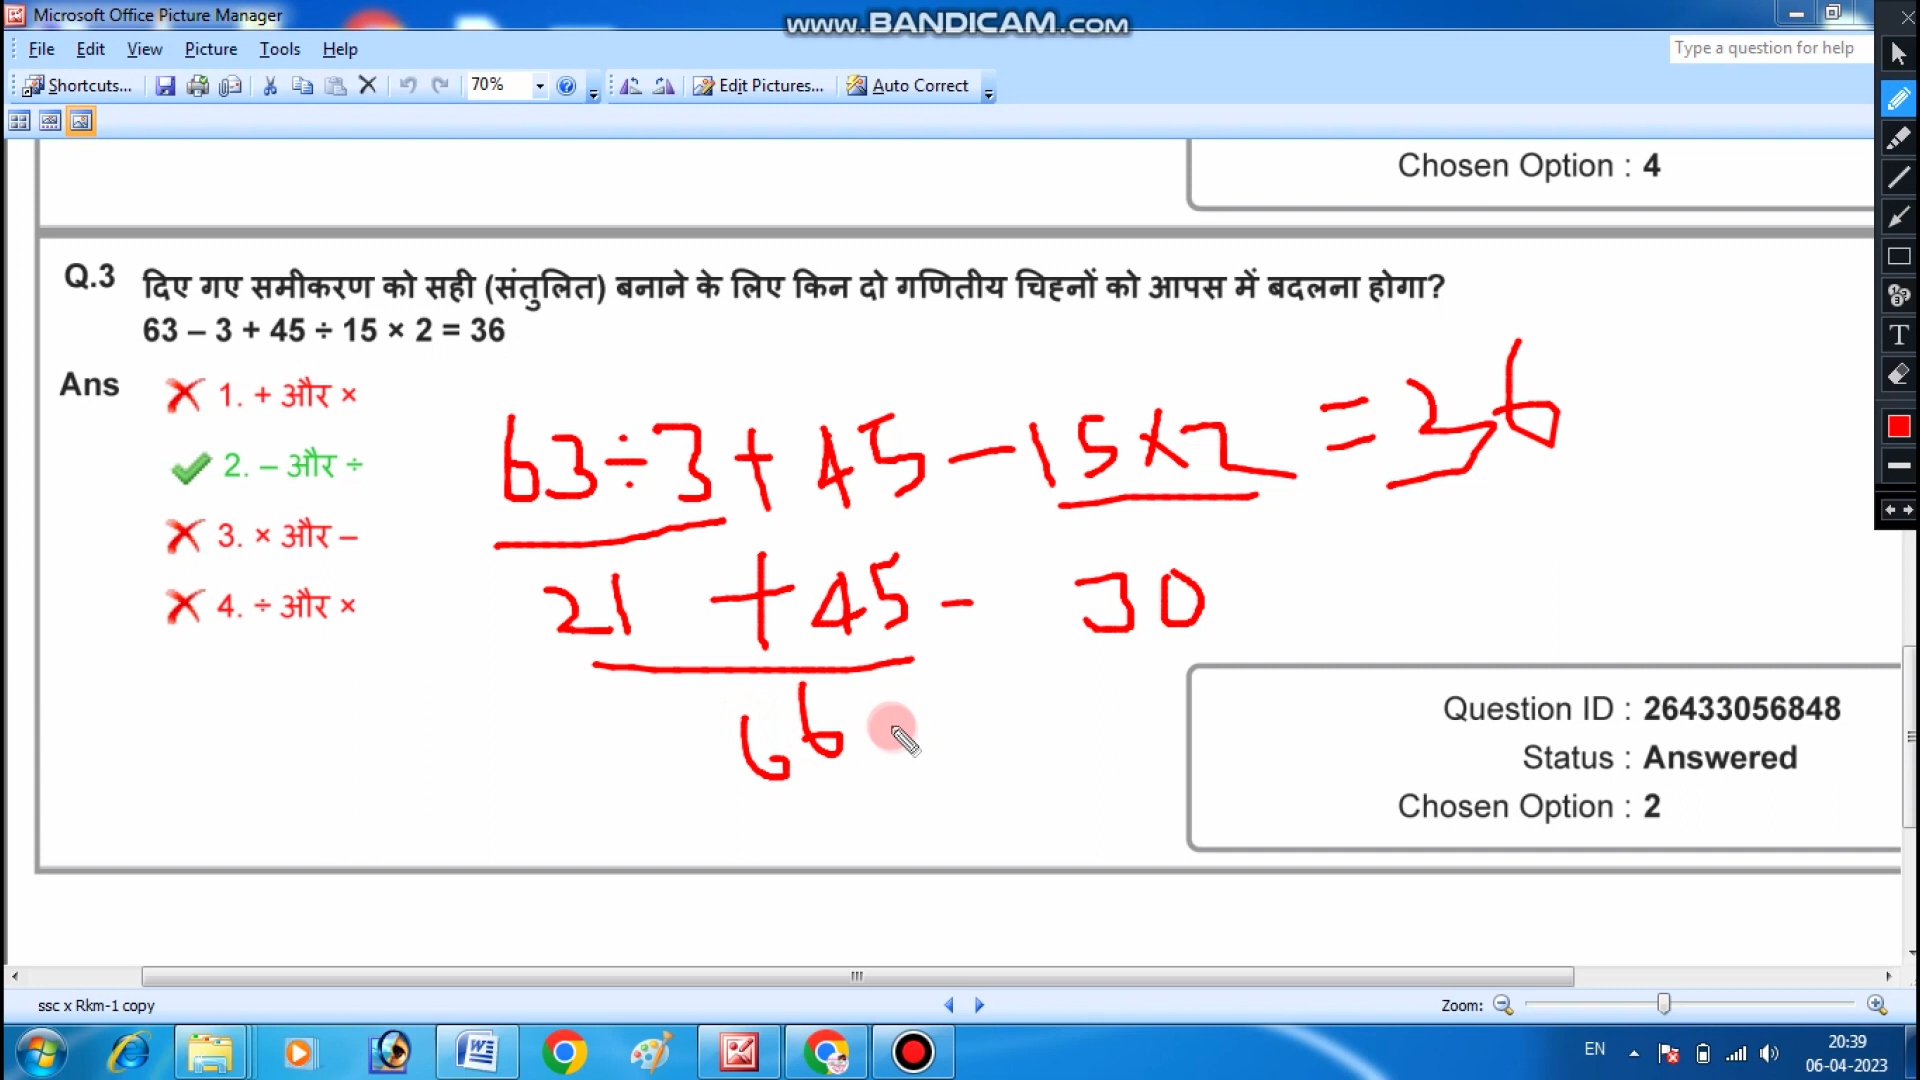 Microsoft Office Picture Manager
www.BANDICAM.com
File Edit View Picture Tools Help
Type a question for help
Shortcuts... 70% Edit Pictures... Auto Correct
Chosen Option : 4
Q.3 दिए गए समीकरण को सही (संतुलित) बनाने के लिए किन दो गणितीय चिह्नों को आपस में बदलना होगा?
63 – 3 + 45 ÷ 15 × 2 = 36
Ans
1. + और ×
2. – और ÷
3. × और –
4. ÷ और ×
63÷3+45-15×2 = 36
21 +45- 30
66
Question ID : 26433056848
Status : Answered
Chosen Option : 2
ssc x Rkm-1 copy
Zoom:
EN
20:39
06-04-2023